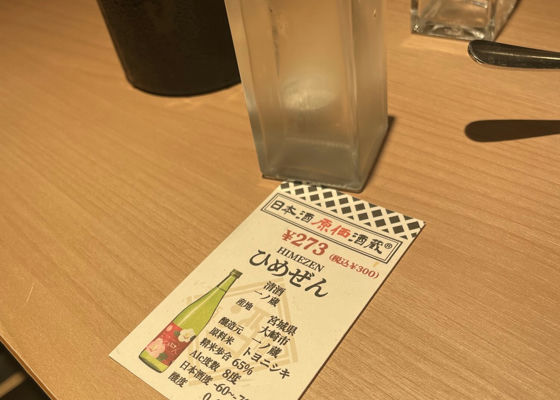 日本酒原価酒蔵®
¥273(税込¥300)
HIMEZEN
ひめぜん
清酒
一ノ蔵
産地 宮城県
大崎市
醸造元 一ノ蔵
原料米 トヨニシキ
精米歩合 65%
Alc度数 8度
日本酒度 -60~
酸度